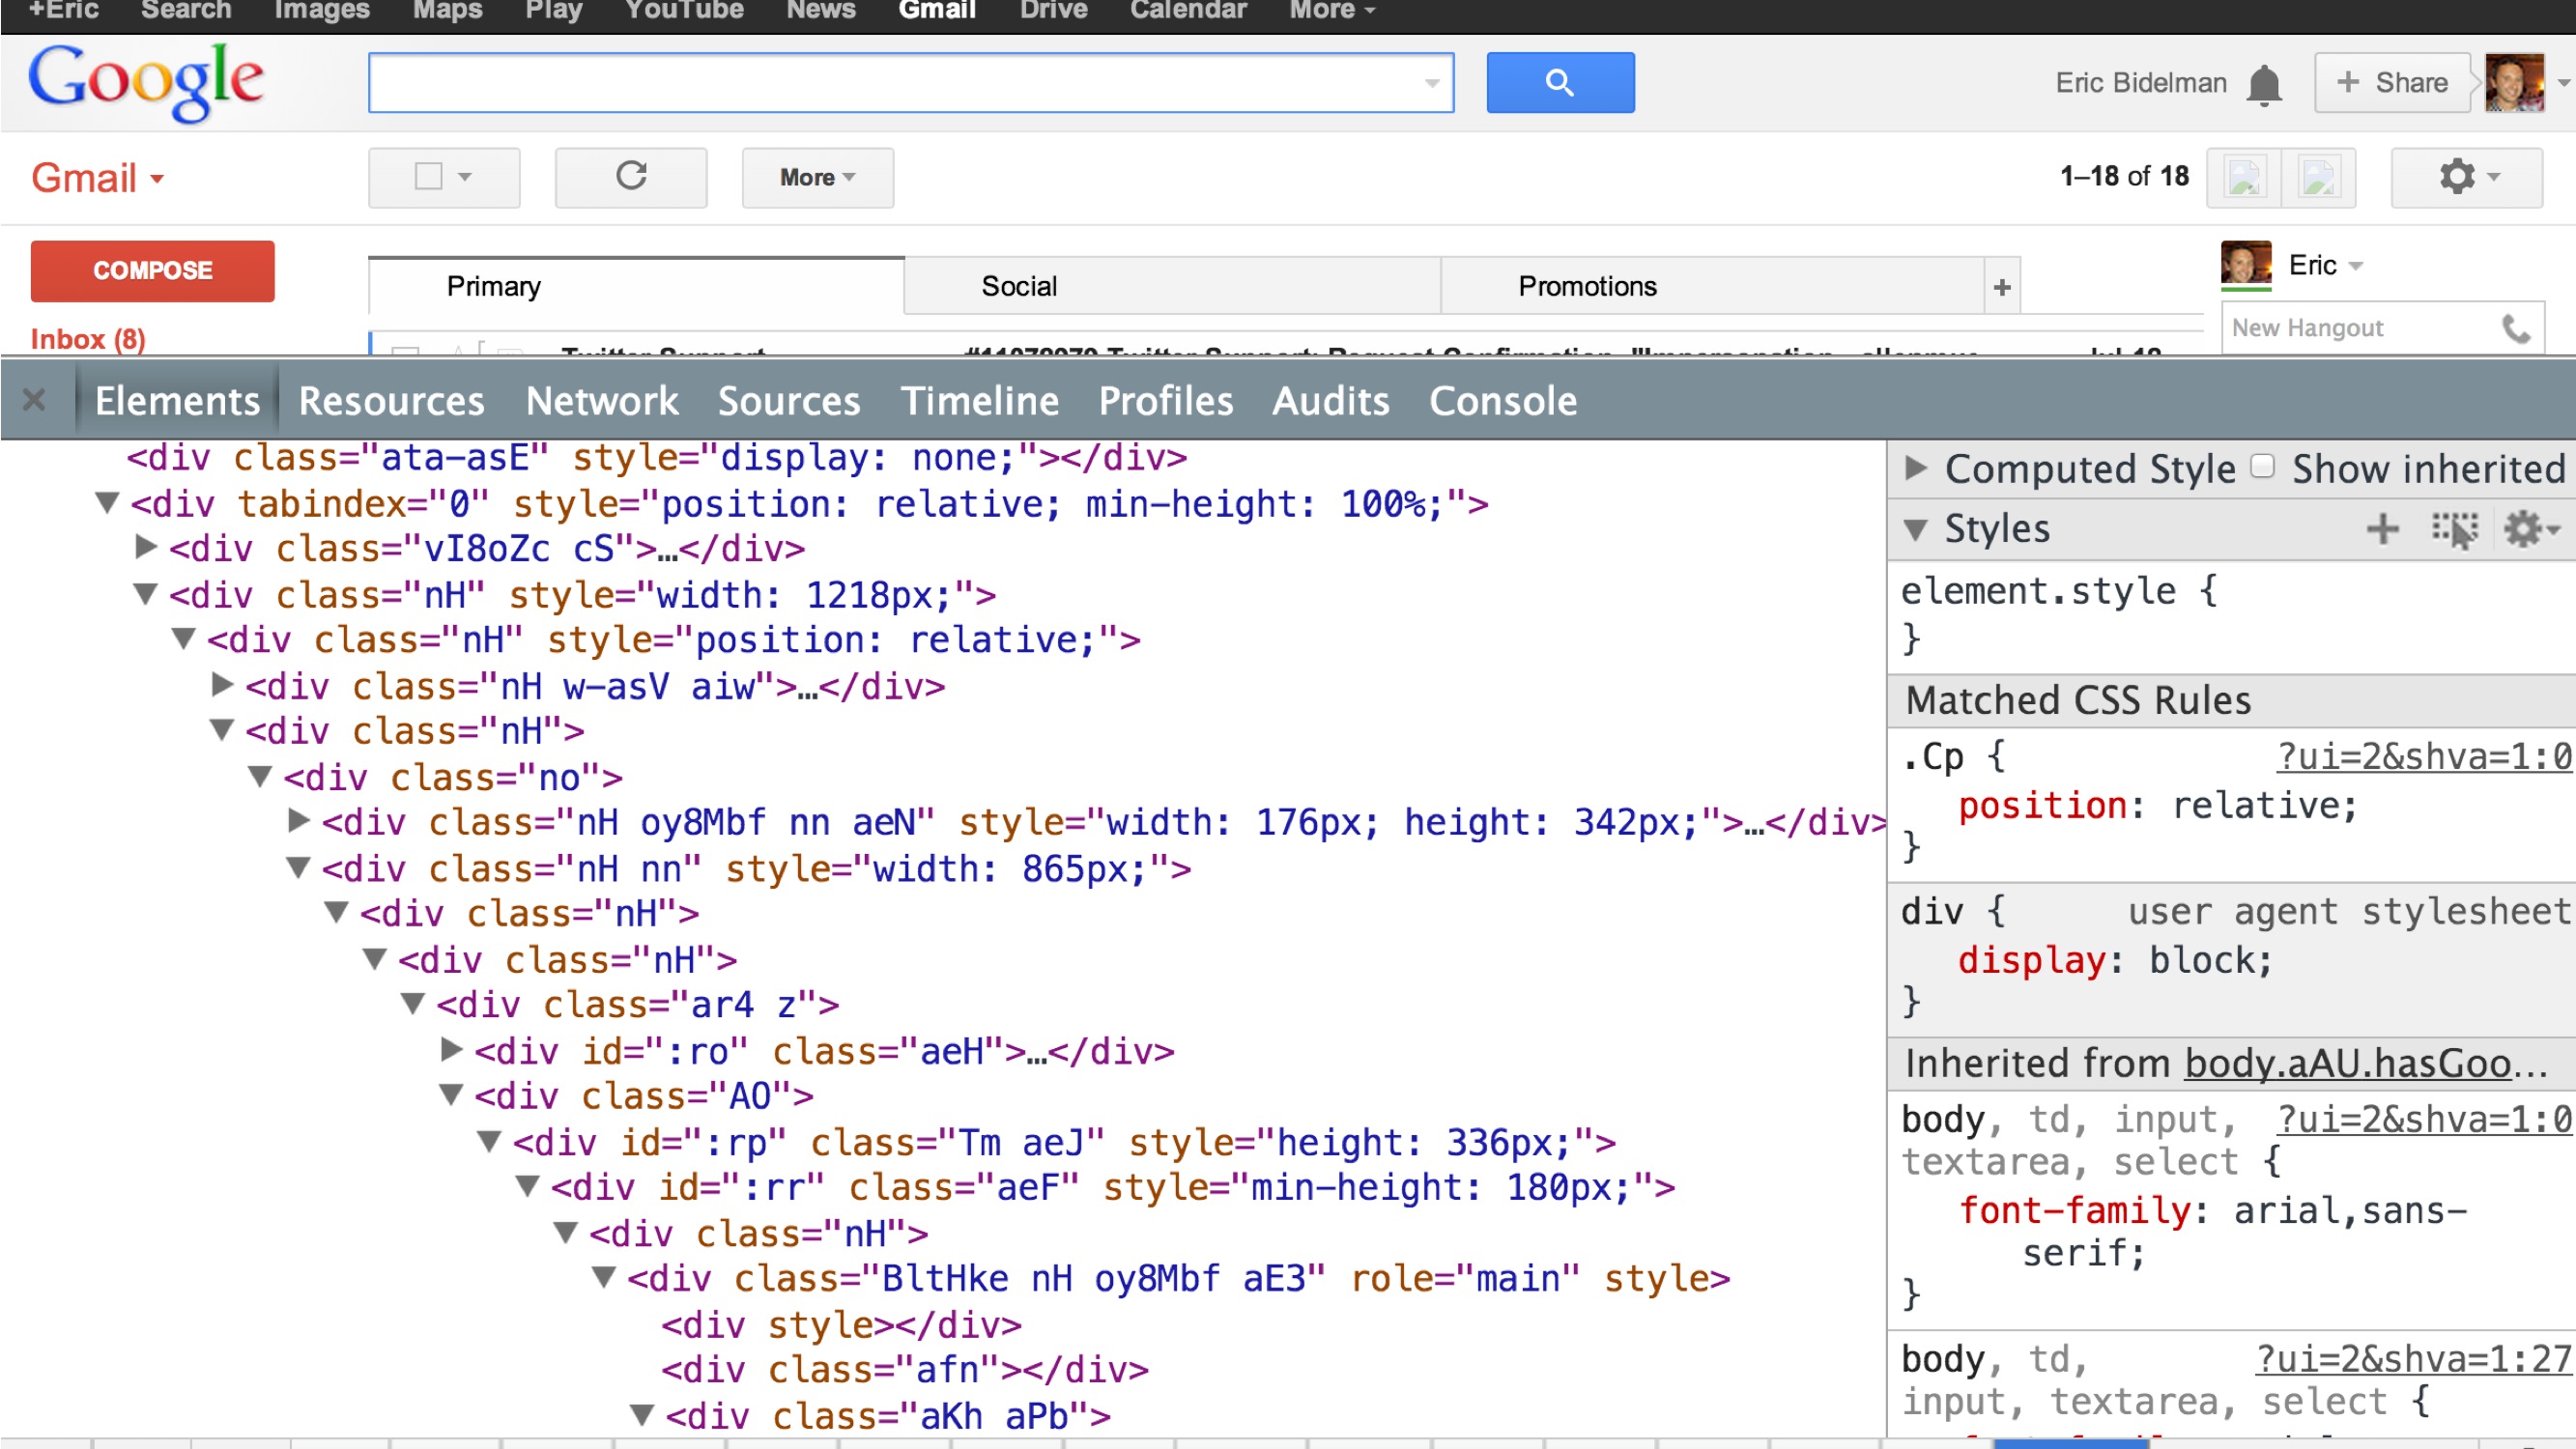 +Eric Search Images Maps Play YouTube News Gmail Drive Calendar More
Google
Eric Bidelman + Share
Gmail More 1–18 of 18
COMPOSE
Primary Social Promotions +
Eric
New Hangout
Inbox (8)
Twitter Support Twitter Support: Request Confirmation
× Elements Resources Network Sources Timeline Profiles Audits Console
<div class="ata-asE" style="display: none;"></div>
<div tabindex="0" style="position: relative; min-height: 100%;">
<div class="vI8oZc cS">…</div>
<div class="nH" style="width: 1218px;">
<div class="nH" style="position: relative;">
<div class="nH w-asV aiw">…</div>
<div class="nH">
<div class="no">
<div class="nH oy8Mbf nn aeN" style="width: 176px; height: 342px;">…</div>
<div class="nH nn" style="width: 865px;">
<div class="nH">
<div class="nH">
<div class="ar4 z">
<div id=":ro" class="aeH">…</div>
<div class="AO">
<div id=":rp" class="Tm aeJ" style="height: 336px;">
<div id=":rr" class="aeF" style="min-height: 180px;">
<div class="nH">
<div class="BltHke nH oy8Mbf aE3" role="main" style>
<div style></div>
<div class="afn"></div>
<div class="aKh aPb">
Computed Style Show inherited
Styles
element.style {
}
Matched CSS Rules
.Cp { ?ui=2&shva=1:0
position: relative;
}
div { user agent stylesheet
display: block;
}
Inherited from body.aAU.hasGoo…
body, td, input, ?ui=2&shva=1:0
textarea, select {
font-family: arial,sans-
serif;
}
body, td, ?ui=2&shva=1:27
input, textarea, select {